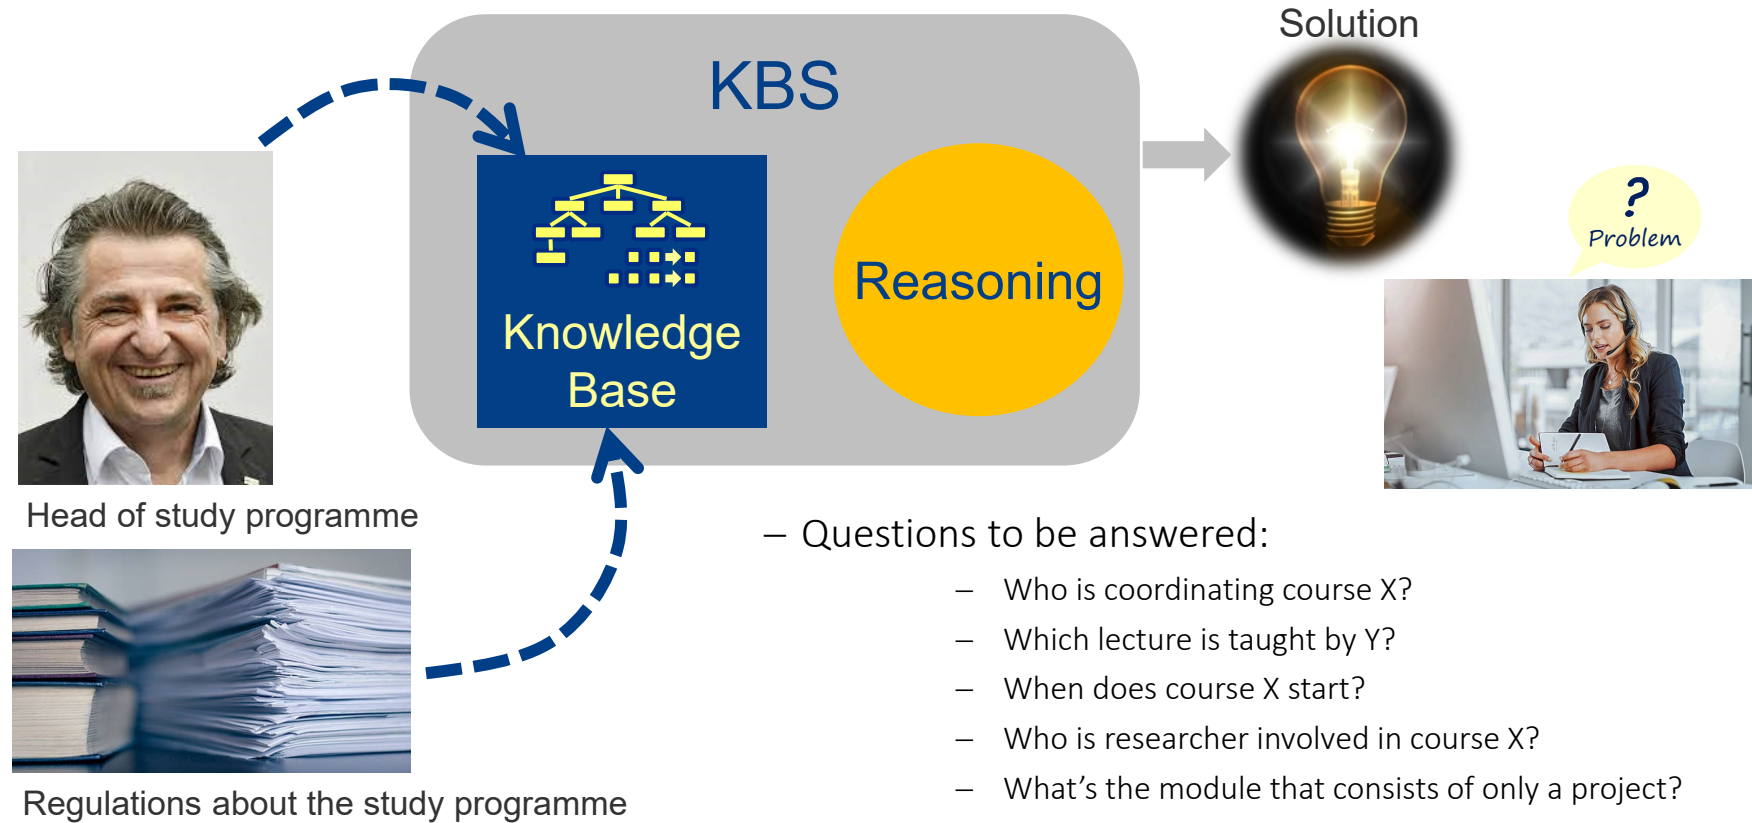 Solution
KBS
?
Problem
Reasoning
Knowledge
Base
Head of study programme
– Questions to be answered:
– Who is coordinating course X?
– Which lecture is taught by Y?
– When does course X start?
– Who is researcher involved in course X?
– What’s the module that consists of only a project?
Regulations about the study programme